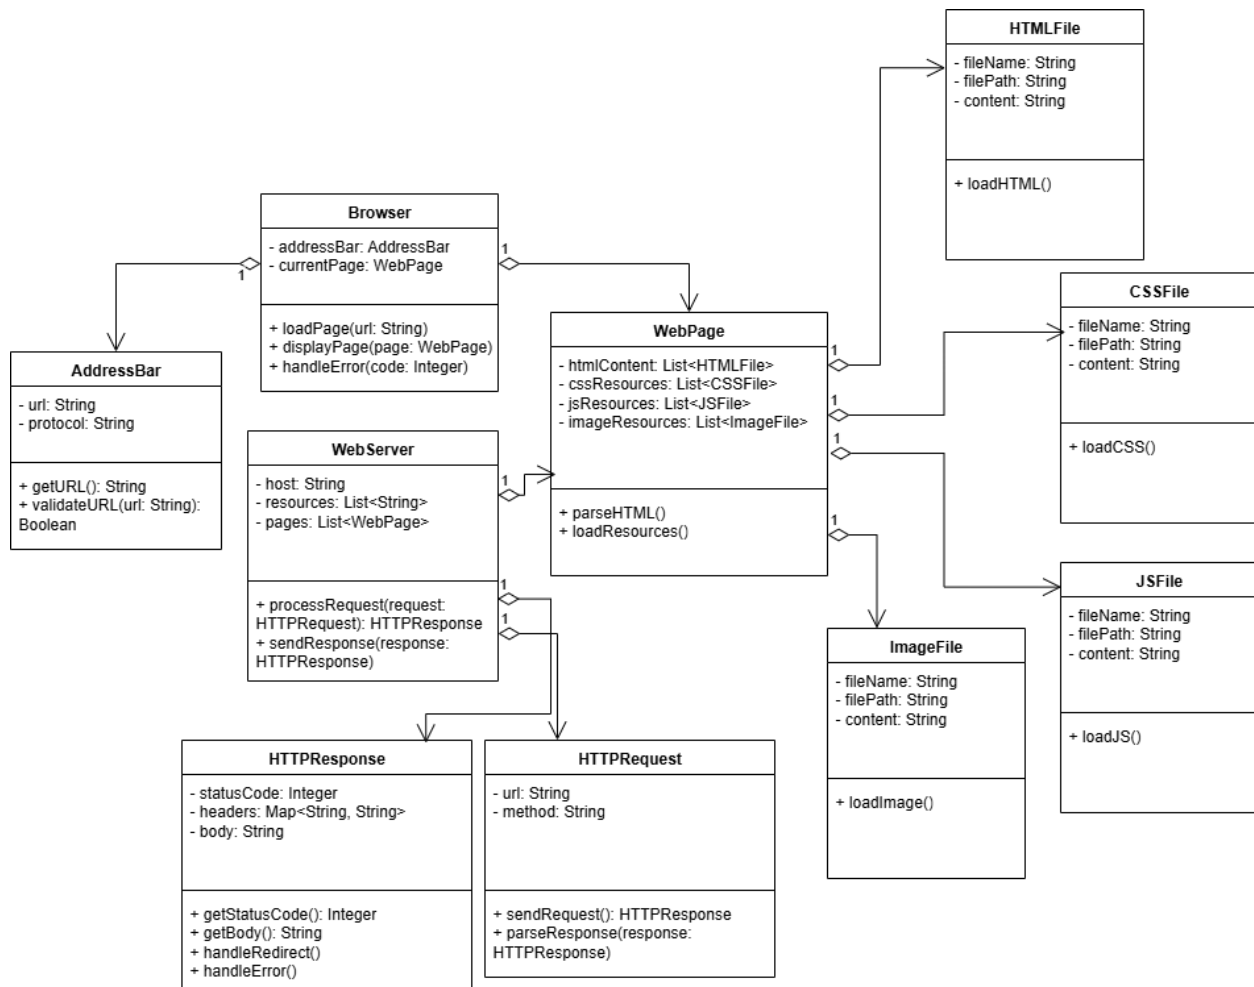 HTMLFile
- fileName: String
- filePath: String
- content: String
+ loadHTML()
Browser
- addressBar: AddressBar
- currentPage: WebPage
+ loadPage(url: String)
+ displayPage(page: WebPage)
+ handleError(code: Integer)
1
1
AddressBar
- url: String
- protocol: String
+ getURL(): String
+ validateURL(url: String):
Boolean
WebPage
- htmlContent: List<HTMLFile>
- cssResources: List<CSSFile>
- jsResources: List<JSFile>
- imageResources: List<ImageFile>
+ parseHTML()
+ loadResources()
1
1
1
1
CSSFile
- fileName: String
- filePath: String
- content: String
+ loadCSS()
WebServer
- host: String
- resources: List<String>
- pages: List<WebPage>
+ processRequest(request:
HTTPRequest): HTTPResponse
+ sendResponse(response:
HTTPResponse)
1
1
1
JSFile
- fileName: String
- filePath: String
- content: String
+ loadJS()
ImageFile
- fileName: String
- filePath: String
- content: String
+ loadImage()
HTTPResponse
- statusCode: Integer
- headers: Map<String, String>
- body: String
+ getStatusCode(): Integer
+ getBody(): String
+ handleRedirect()
+ handleError()
HTTPRequest
- url: String
- method: String
+ sendRequest(): HTTPResponse
+ parseResponse(response:
HTTPResponse)